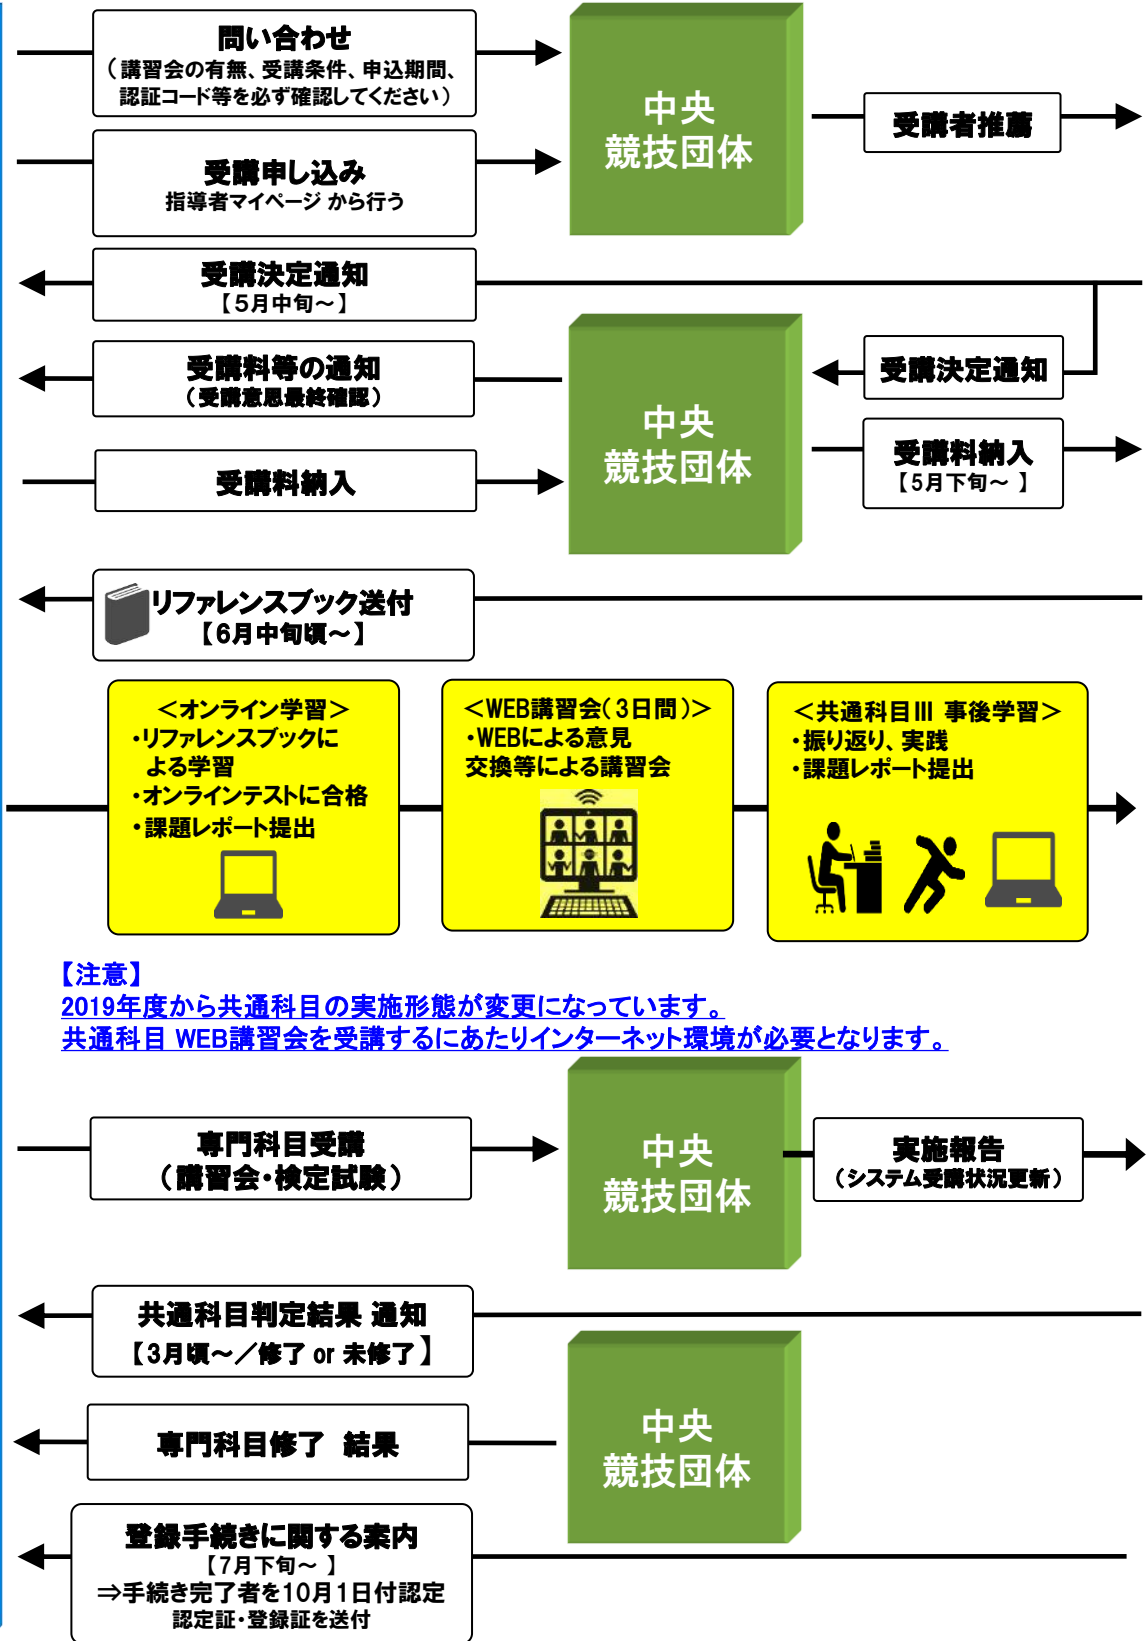 問い合わせ
（講習会の有無、受講条件、申込期間、
認証コード等を必ず確認してください）
中央
競技団体
受講者推薦
受講申し込み
指導者マイページ から行う
受講決定通知
【5月中旬～】
受講料等の通知
（受講意思最終確認）
中央
競技団体
受講決定通知
受講料納入
受講料納入
【5月下旬～ 】
リファレンスブック送付
【6月中旬頃～】
＜オンライン学習＞
・リファレンスブックに
よる学習
・オンラインテストに合格
・課題レポート提出
＜WEB講習会（3日間）＞
・WEBによる意見
交換等による講習会
＜共通科目Ⅲ 事後学習＞
・振り返り、実践
・課題レポート提出
【注意】
2019年度から共通科目の実施形態が変更になっています。
共通科目 WEB講習会を受講するにあたりインターネット環境が必要となります。
専門科目受講
（講習会・検定試験）
中央
競技団体
実施報告
（システム受講状況更新）
共通科目判定結果 通知
【3月頃～／修了 or 未修了】
中央
競技団体
専門科目修了 結果
登録手続きに関する案内
【7月下旬～ 】
⇒手続き完了者を10月1日付認定
認定証・登録証を送付